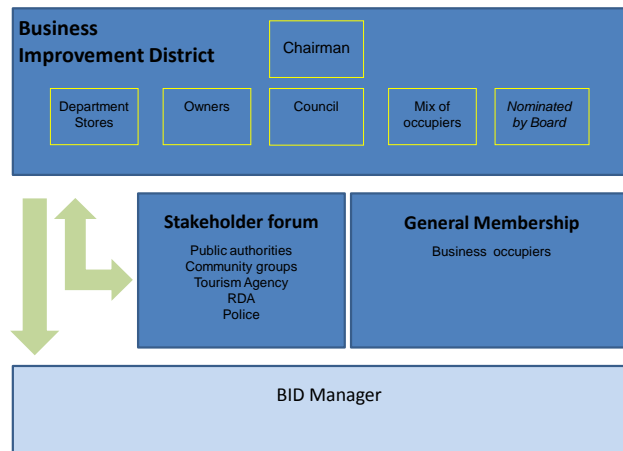 Business
Improvement District
Chairman
Department
Stores
Owners
Council
Mix of
occupiers
Nominated
by Board
Stakeholder forum
Public authorities
Community groups
Tourism Agency
RDA
Police
General Membership
Business occupiers
BID Manager